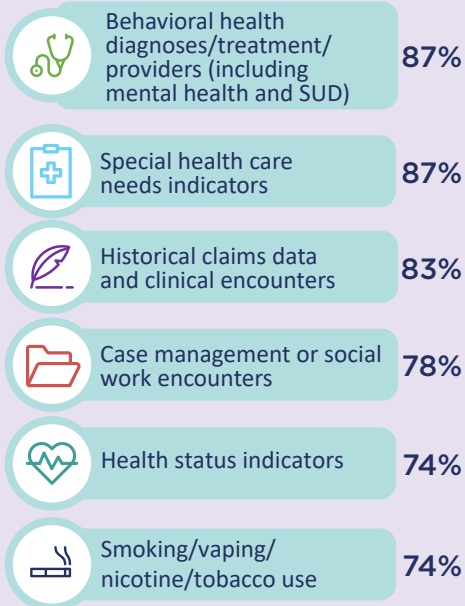 Behavioral health
diagnoses/treatment/
providers (including
mental health and SUD)
87%
Special health care
needs indicators
87%
Historical claims data
and clinical encounters
83%
Case management or social
work encounters
78%
Health status indicators
74%
Smoking/vaping/
nicotine/tobacco use
74%